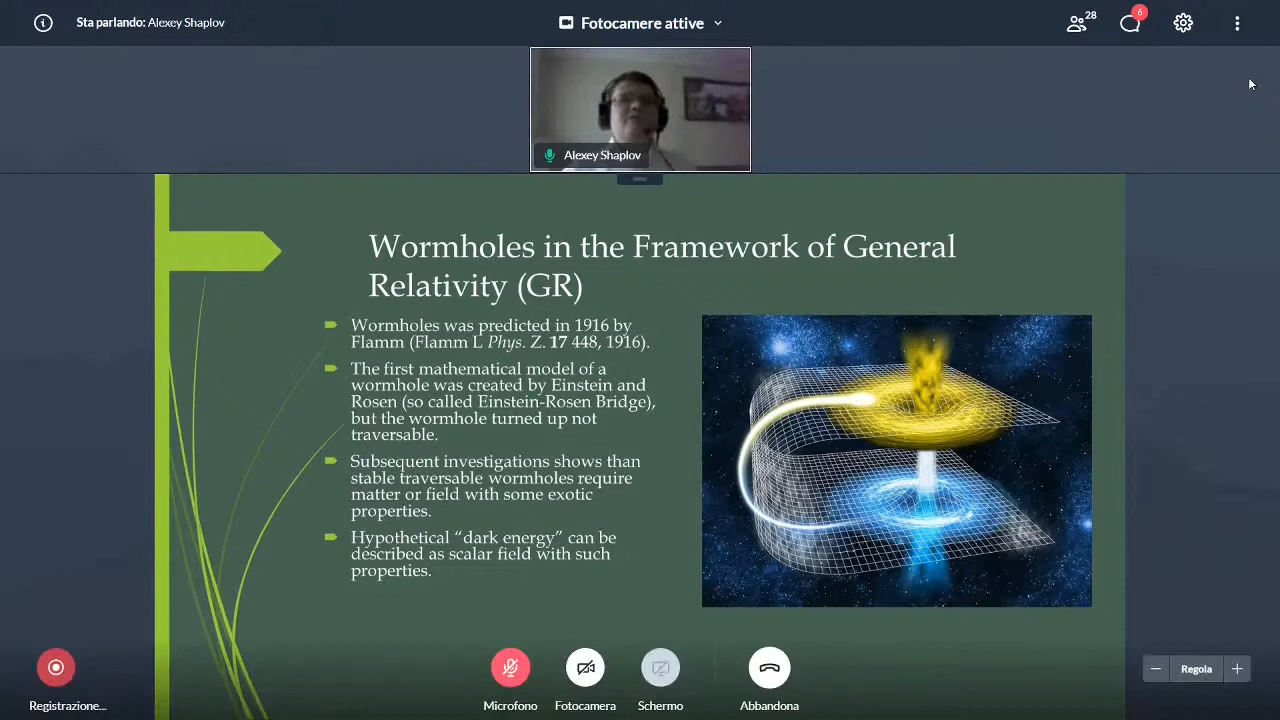 Sta parlando: Alexey Shaplov
Fotocamere attive
28
6
Alexey Shaplov
Wormholes in the Framework of General
Relativity (GR)
Wormholes was predicted in 1916 by
Flamm (Flamm L Phys. Z. 17 448, 1916).
The first mathematical model of a
wormhole was created by Einstein and
Rosen (so called Einstein-Rosen Bridge),
but the wormhole turned up not
traversable.
Subsequent investigations shows than
stable traversable wormholes require
matter or field with some exotic
properties.
Hypothetical “dark energy” can be
described as scalar field with such
properties.
Registrazione...
Microfono
Fotocamera
Schermo
Abbandona
Regola